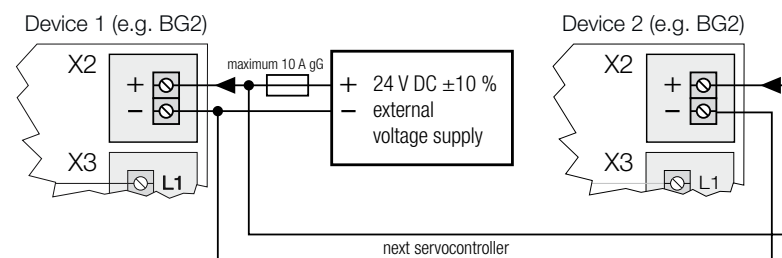 Device 1 (e.g. BG2)
X2
+
−
X3
L1
maximum 10 A gG
+
−
24 V DC ±10 %
external
voltage supply
Device 2 (e.g. BG2)
X2
+
−
X3
L1
next servocontroller